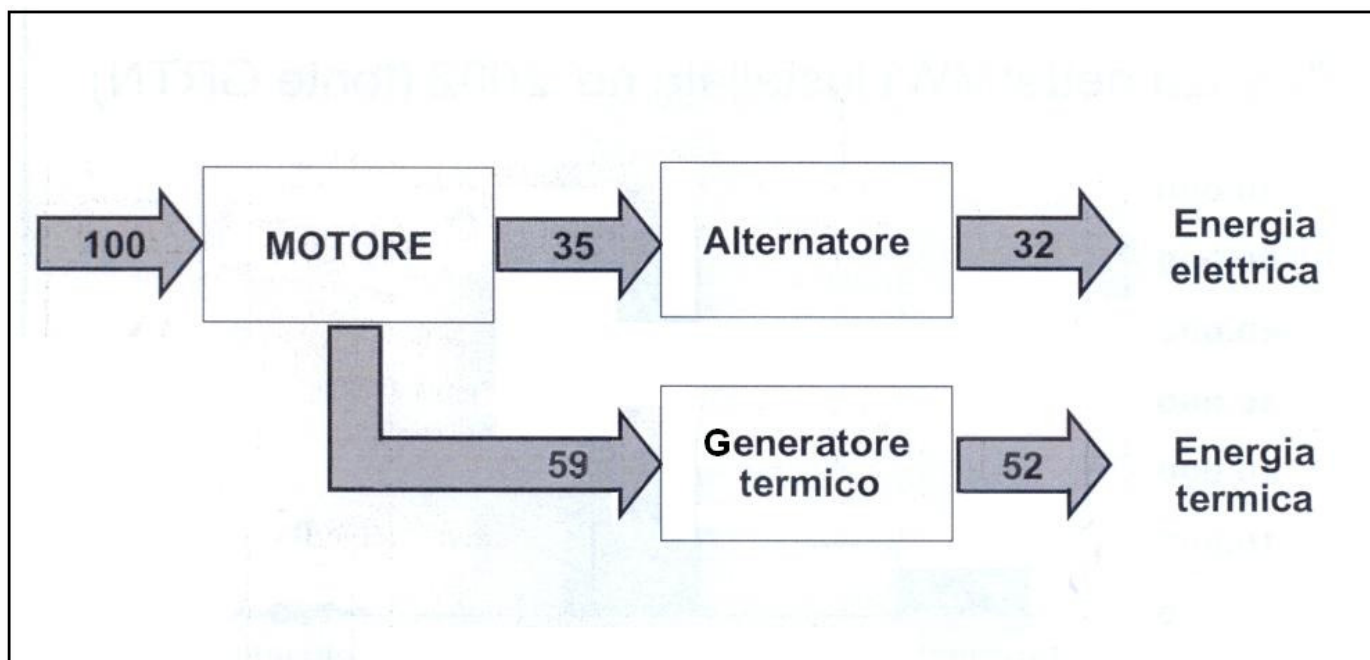 100
MOTORE
35
Alternatore
32
Energia
elettrica
59
Generatore
termico
52
Energia
termica